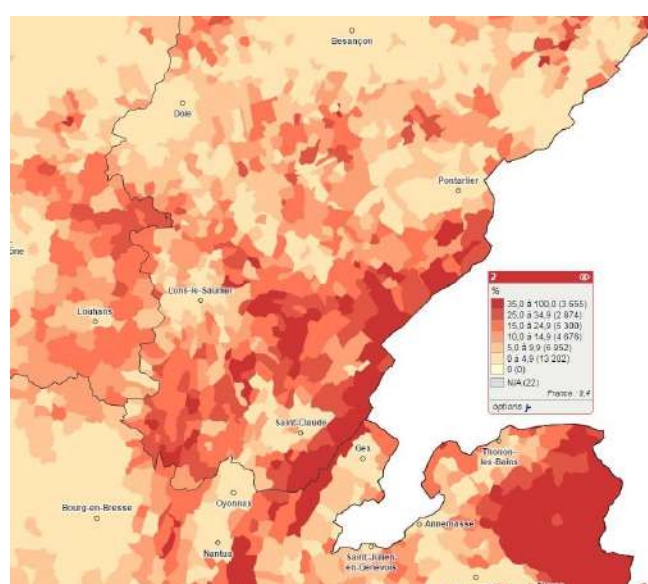 Besançon
Dole
Pontarlier
Lons-le-Saunier
Louhans
2
%
35,0 à 100,0 (3 655)
25,0 à 34,9 (2 874)
15,0 à 24,9 (5 300)
10,0 à 14,9 (4 676)
5,0 à 9,9 (6 952)
0 à 4,9 (13 202)
0 (0)
N/A (22)
France : 9,4
options
Saint-Claude
Gex
Thonon-
les-Bains
Bourg-en-Bresse
Oyonnax
Annemasse
Nantua
Saint-Julien-
en-Genevois